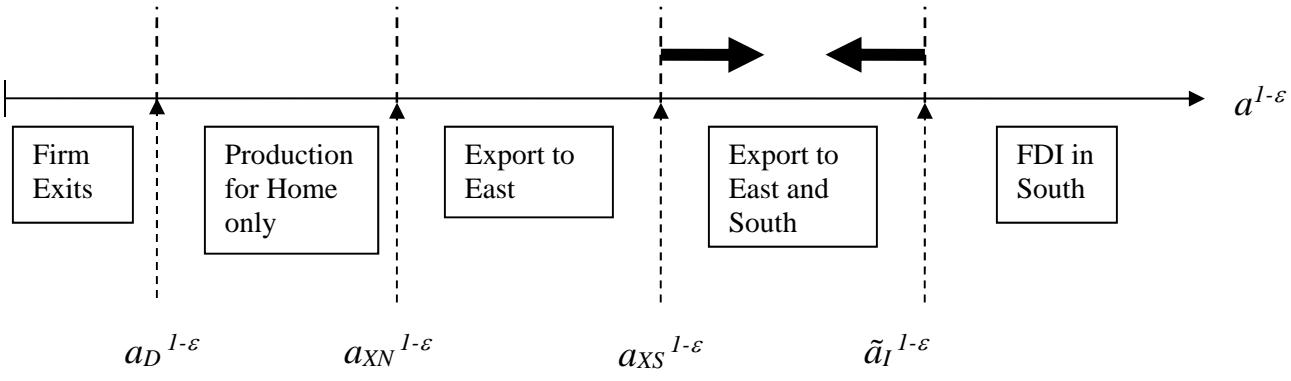 a^{1-ε}
Firm
Exits
Production
for Home
only
Export to
East
Export to
East and
South
FDI in
South
a_D^{1-ε}
a_{XN}^{1-ε}
a_{XS}^{1-ε}
ã_I^{1-ε}